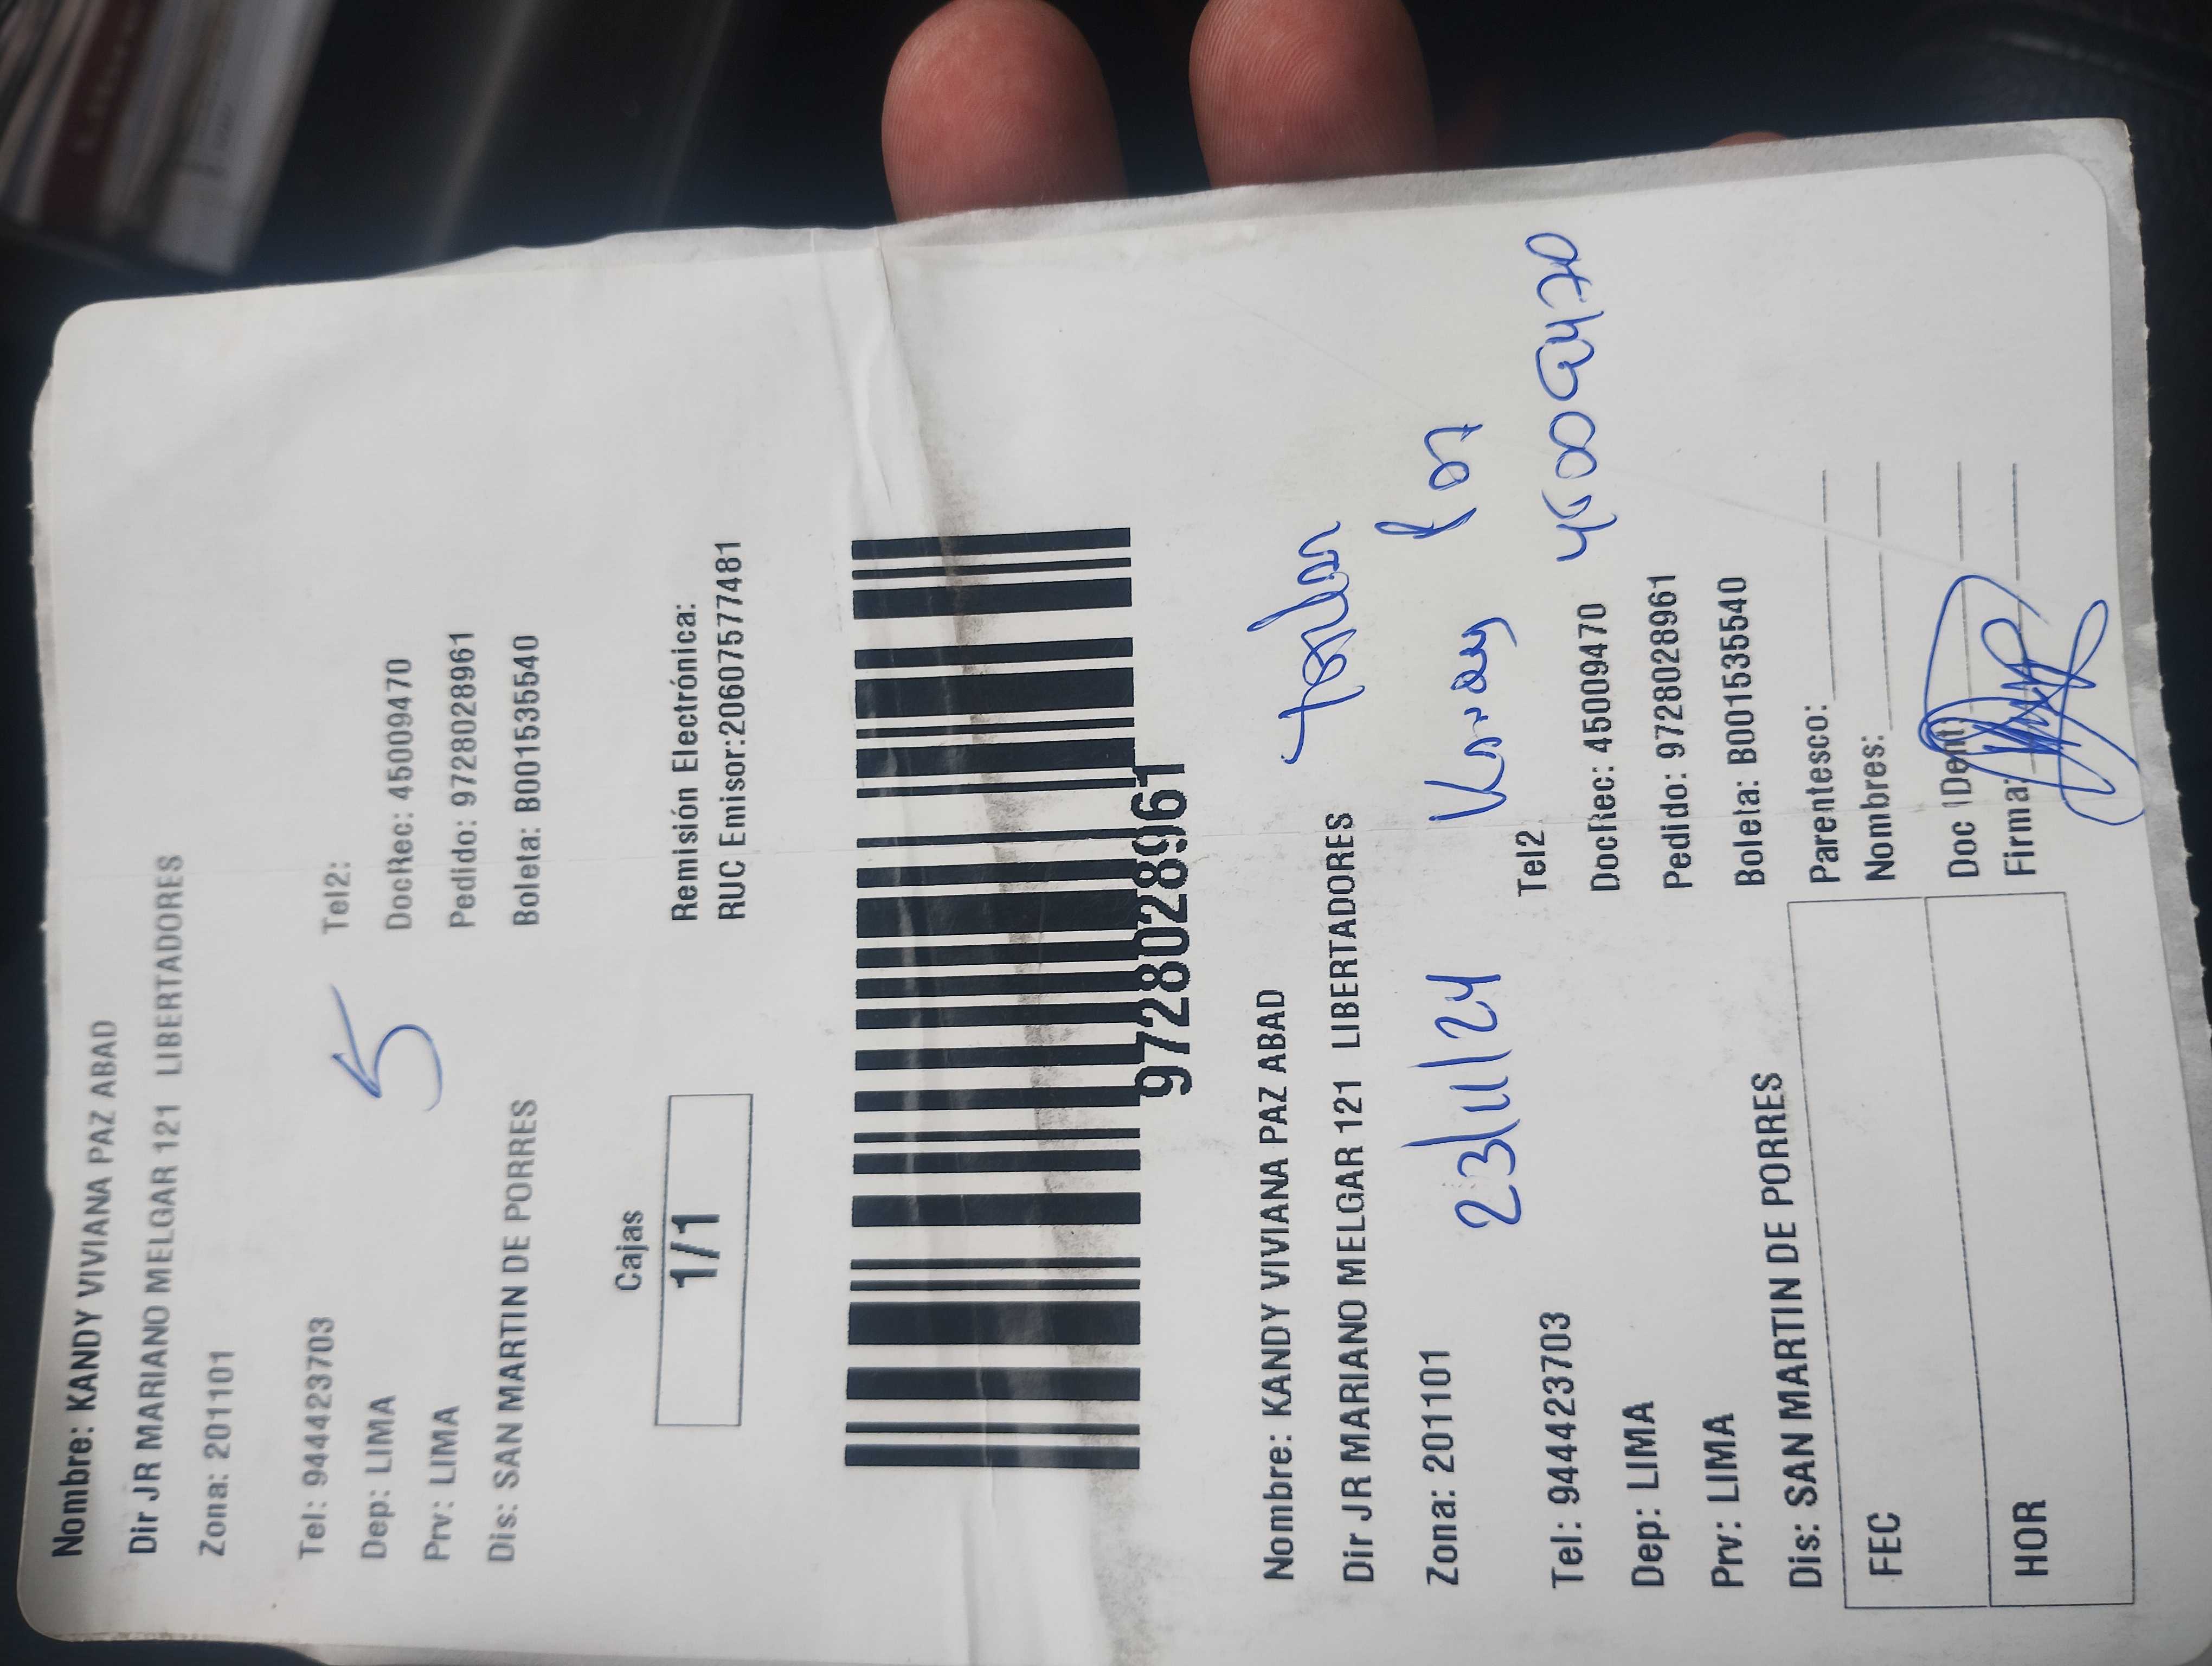 Nombre: KANDY VIVIANA PAZ ABAD
Dir JR MARIANO MELGAR 121 LIBERTADORES
Zona: 201101
Tel: 944423703 Tel2:
5
Dep: LIMA DocRec: 45009470
Prv: LIMA Pedido: 9728028961
Dis: SAN MARTIN DE PORRES Boleta: B001535540
Cajas Remisión Electrónica:
1/1 RUC Emisor:20607577481
9728028961
Nombre: KANDY VIVIANA PAZ ABAD
Dir JR MARIANO MELGAR 121 LIBERTADORES
Zona: 201101 23/11/24 Kandy Paz
Tel: 944423703 Tel2 45009470
Dep: LIMA DocRec: 45009470
Prv: LIMA Pedido: 9728028961
Dis: SAN MARTIN DE PORRES Boleta: B001535540
FEC Parentesco:
Nombres:
HOR Doc IDent:
Firma: